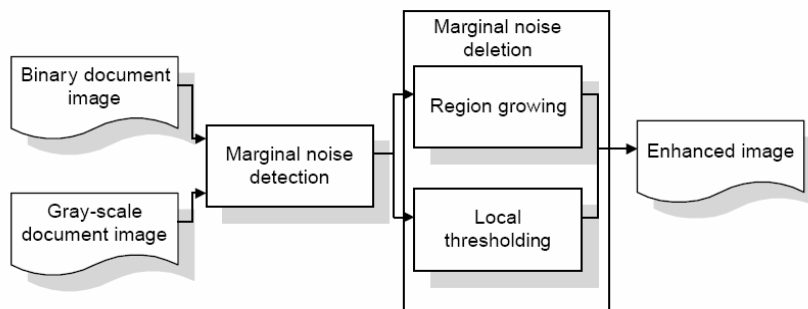 Binary document
image
Gray-scale
document image
Marginal noise
detection
Marginal noise
deletion
Region growing
Local
thresholding
Enhanced image